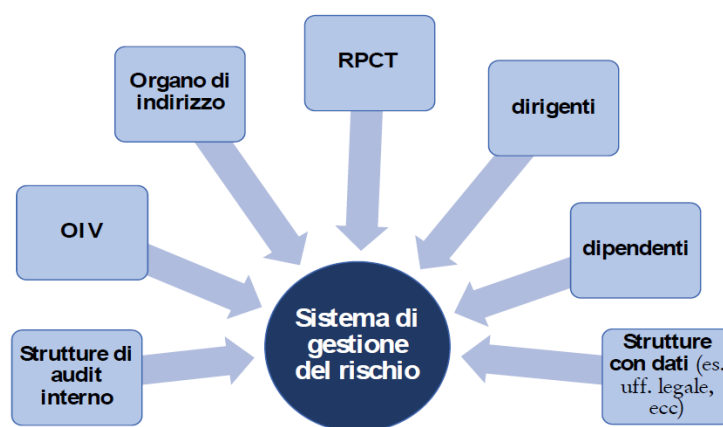 RPCT
Organo di
indirizzo
dirigenti
OIV
dipendenti
Sistema di
gestione
del rischio
Strutture di
audit
interno
Strutture
con dati (es.
uff. legale,
ecc)